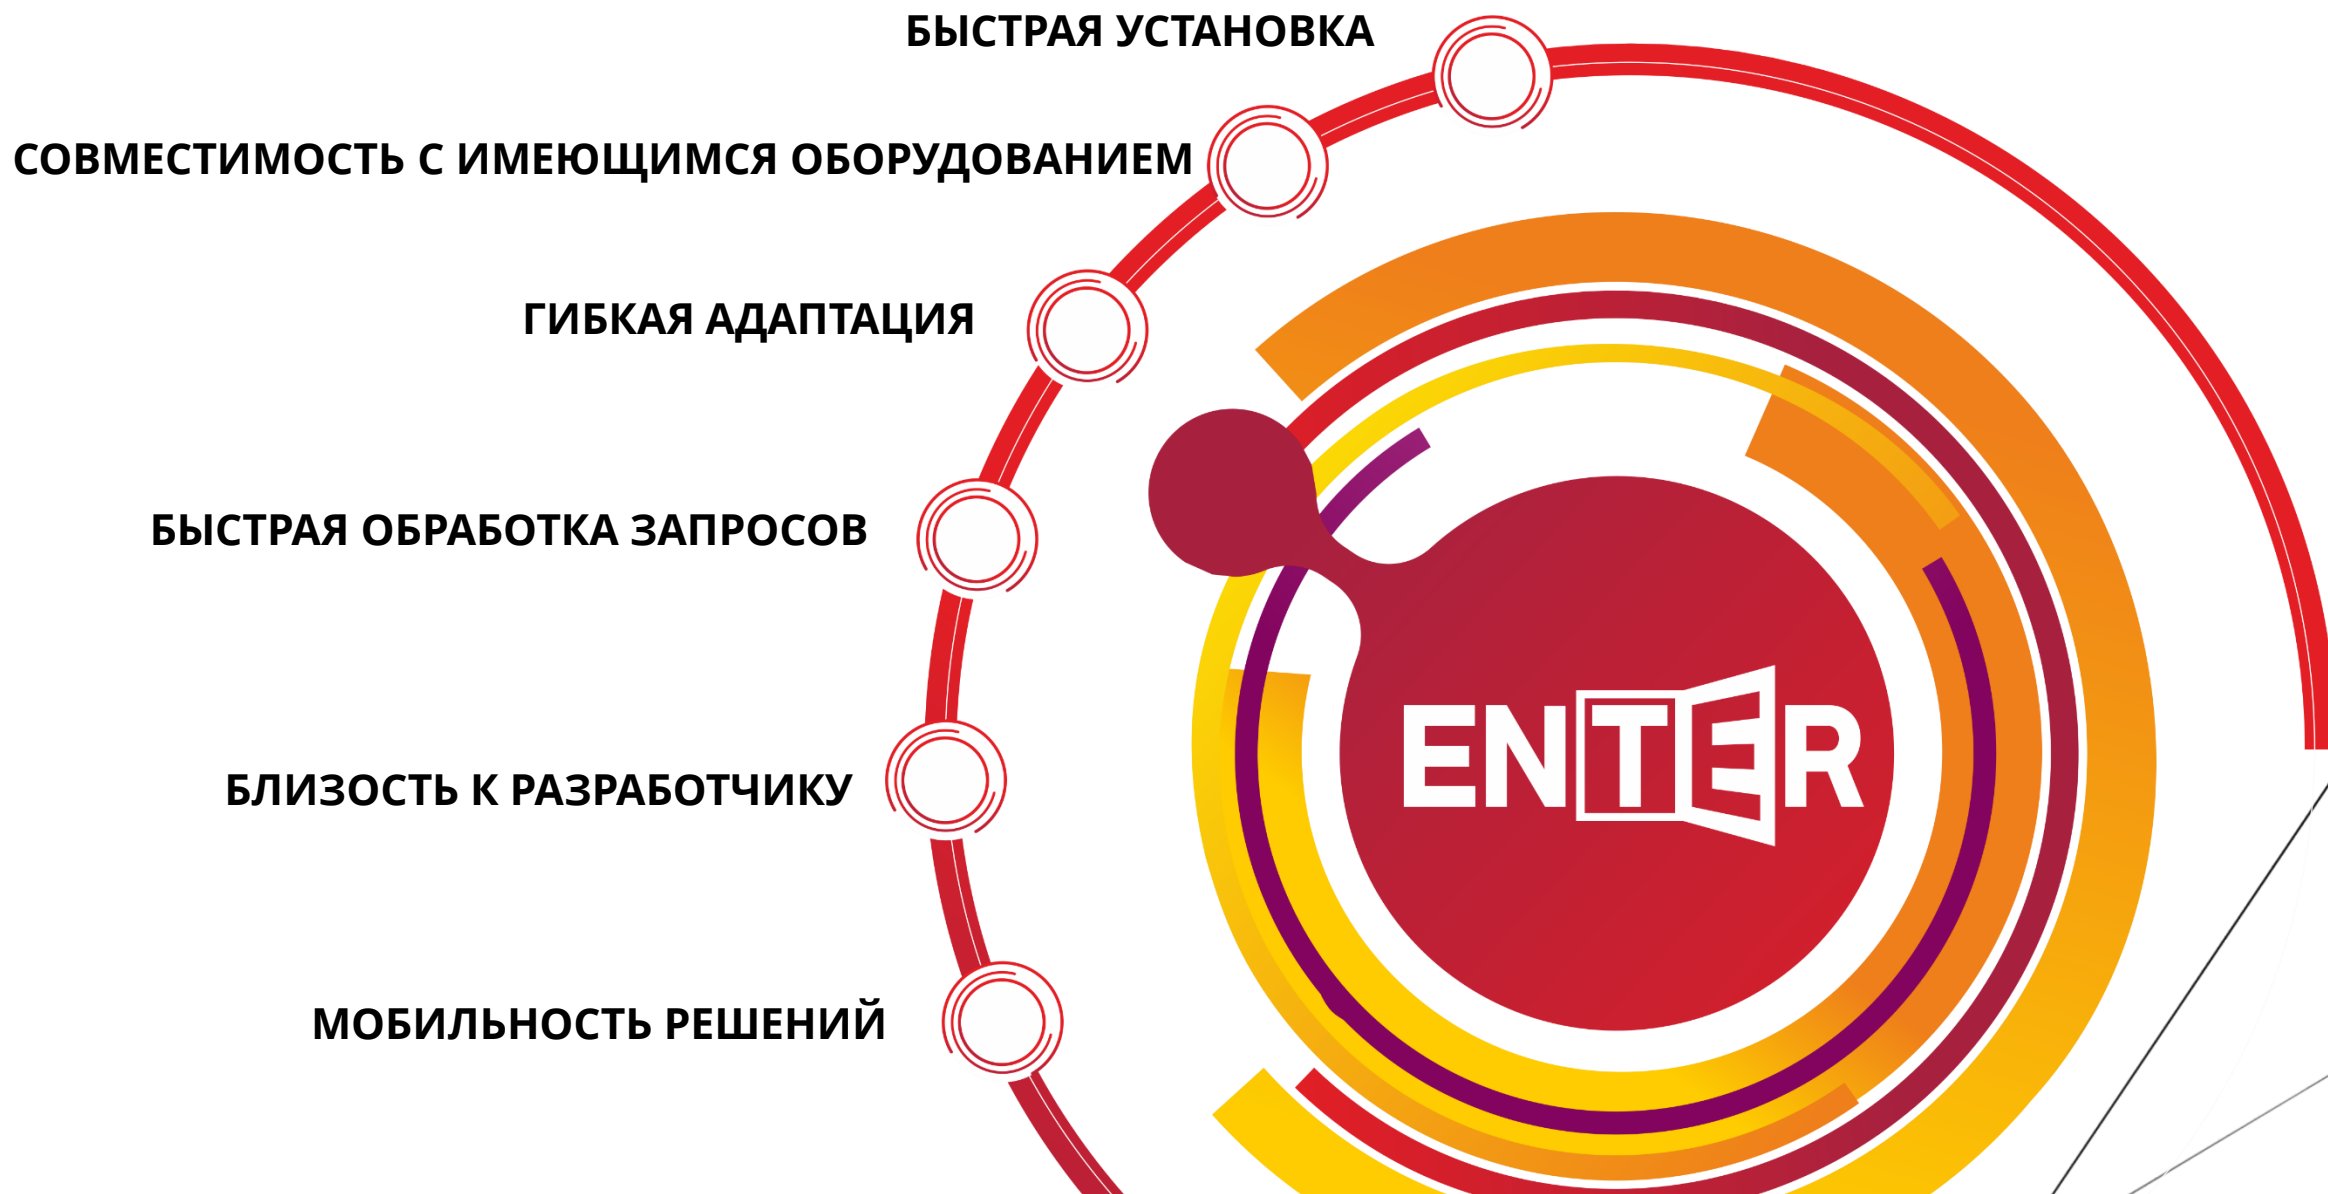 БЫСТРАЯ УСТАНОВКА
СОВМЕСТИМОСТЬ С ИМЕЮЩИМСЯ ОБОРУДОВАНИЕМ
ГИБКАЯ АДАПТАЦИЯ
БЫСТРАЯ ОБРАБОТКА ЗАПРОСОВ
БЛИЗОСТЬ К РАЗРАБОТЧИКУ
МОБИЛЬНОСТЬ РЕШЕНИЙ
ENTER